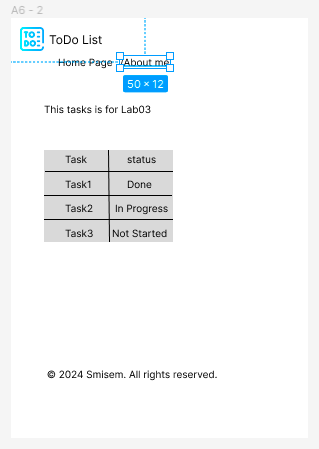 A6 - 2
TO DO
ToDo List
Home Page /About me
50 × 12
This tasks is for Lab03
Task status
Task1 Done
Task2 In Progress
Task3 Not Started
© 2024 Smisem. All rights reserved.